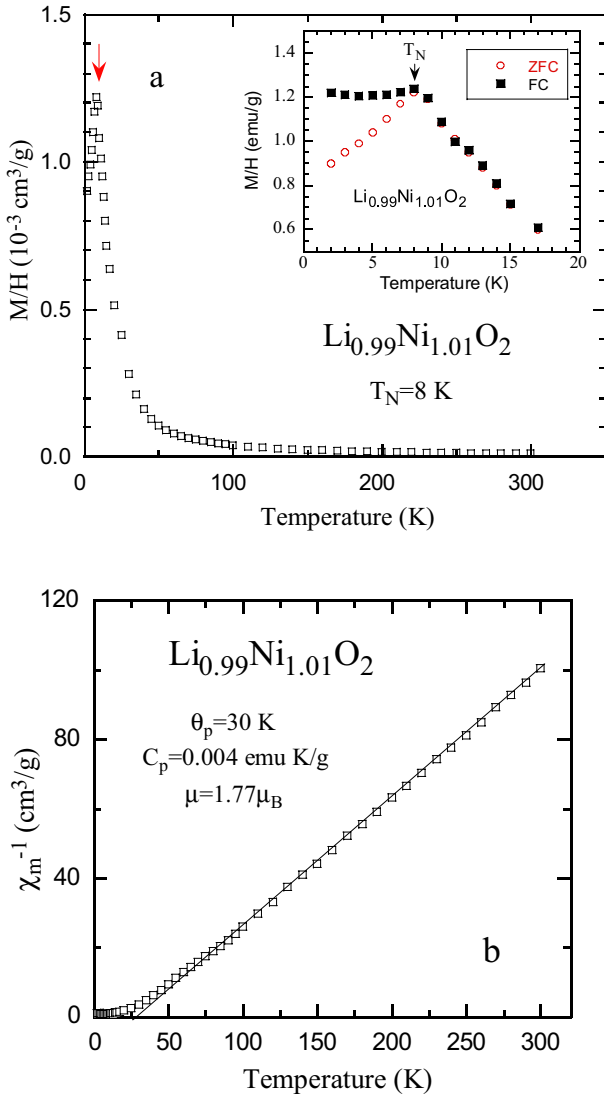 a
M/H (10⁻³ cm³/g)
1.5
1.0
0.5
0.0
0 100 200 300
Temperature (K)
Li₀.₉₉Ni₁.₀₁O₂
T_N=8 K
T_N
ZFC
FC
M/H (emu/g)
1.4
1.2
1.0
0.8
0.6
Li₀.₉₉Ni₁.₀₁O₂
0 5 10 15 20
Temperature (K)
Li₀.₉₉Ni₁.₀₁O₂
θₚ=30 K
Cₚ=0.004 emu K/g
μ=1.77μ_B
b
χₘ⁻¹ (cm³/g)
120
80
40
0
0 50 100 150 200 250 300
Temperature (K)